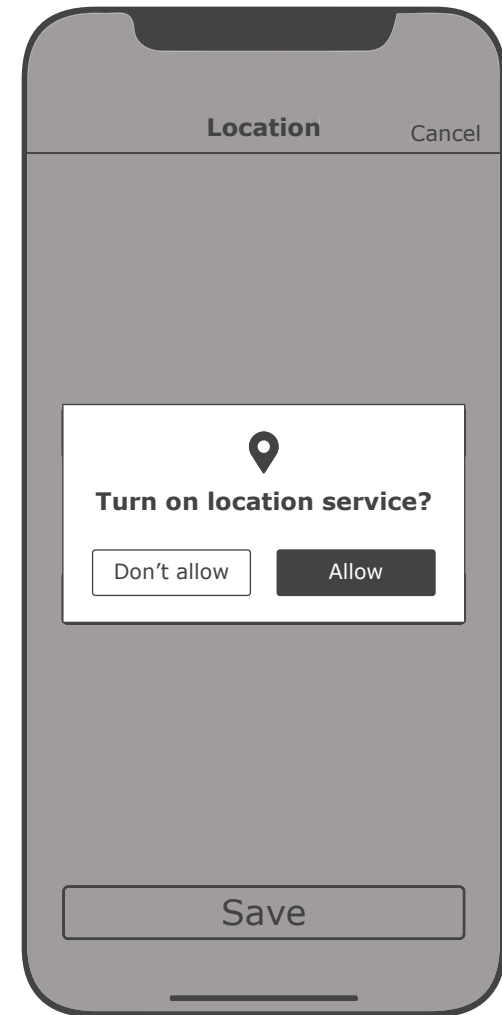 Location
Cancel
Turn on location service?
Don’t allow
Allow
Save